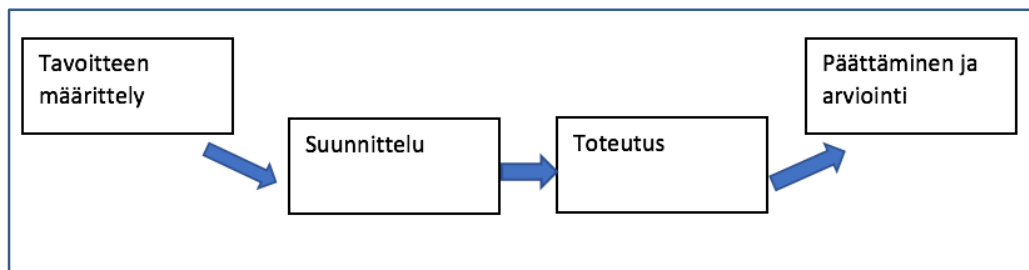 Tavoitteen
määrittely
Suunnittelu
Toteutus
Päättäminen ja
arviointi